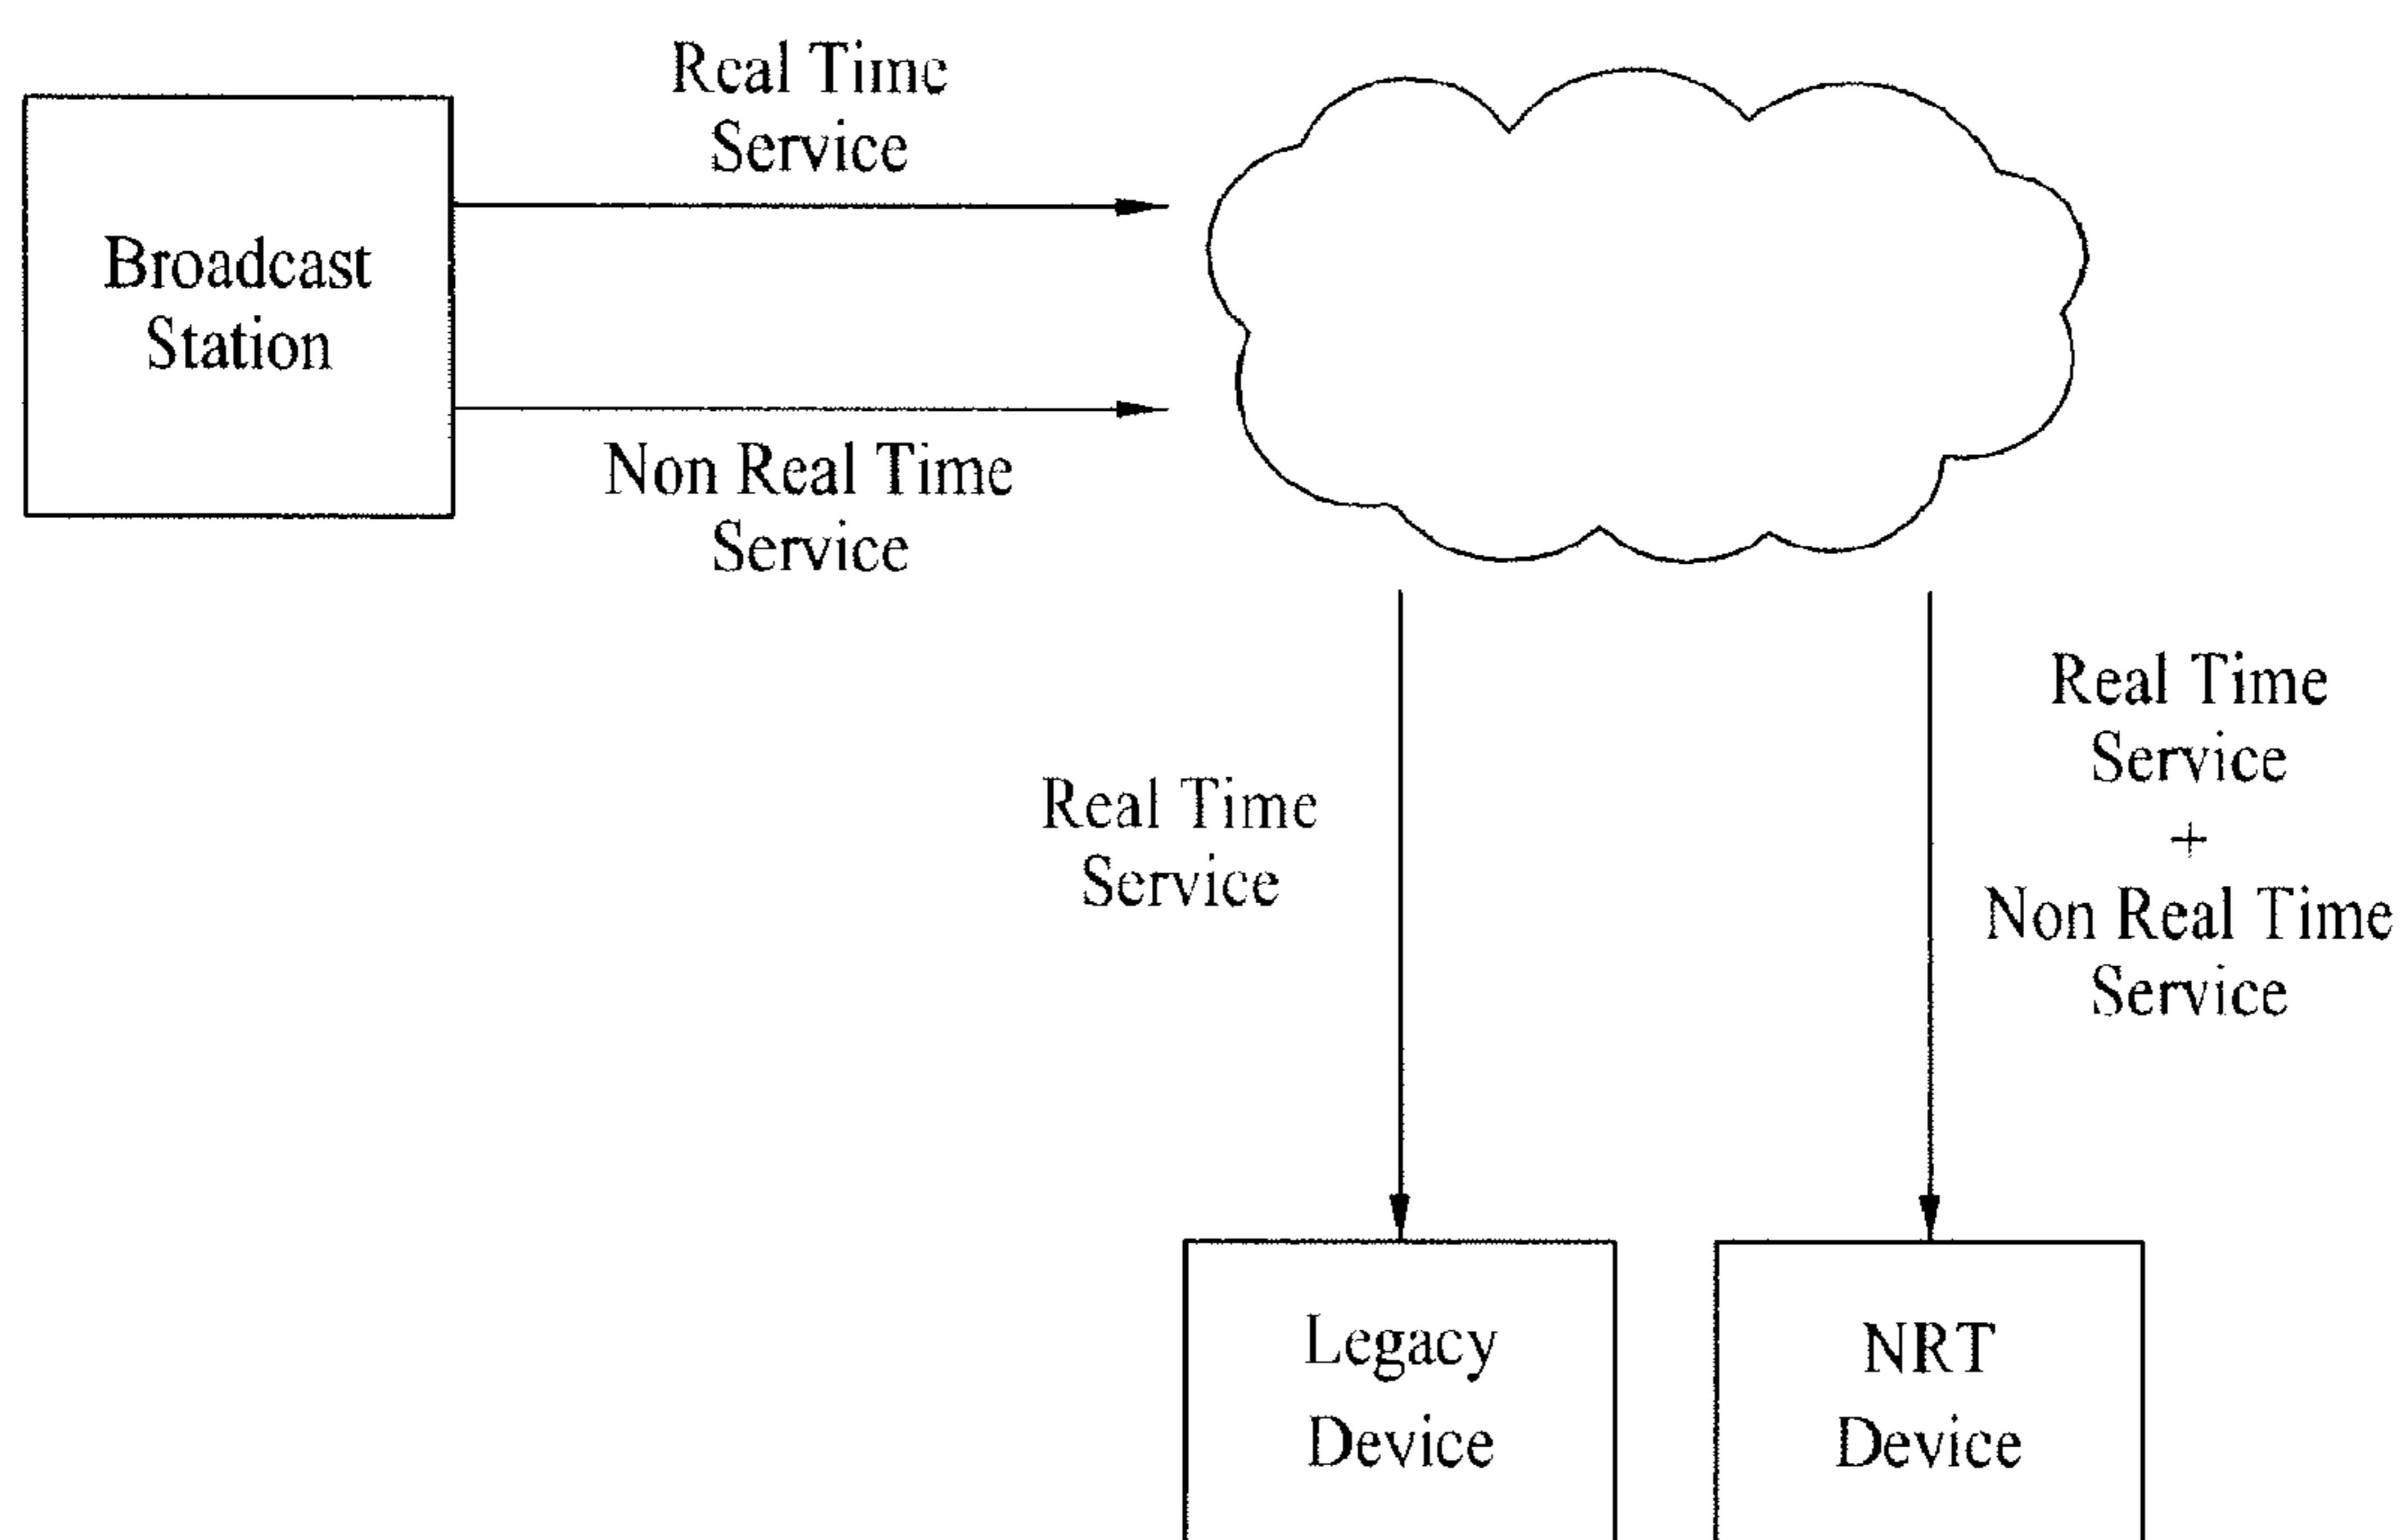 Real Time
Service
Broadcast
Station
Non Real Time
Service
Real Time
Service
Real Time
Service
+
Non Real Time
Service
Legacy
Device
NRT
Device